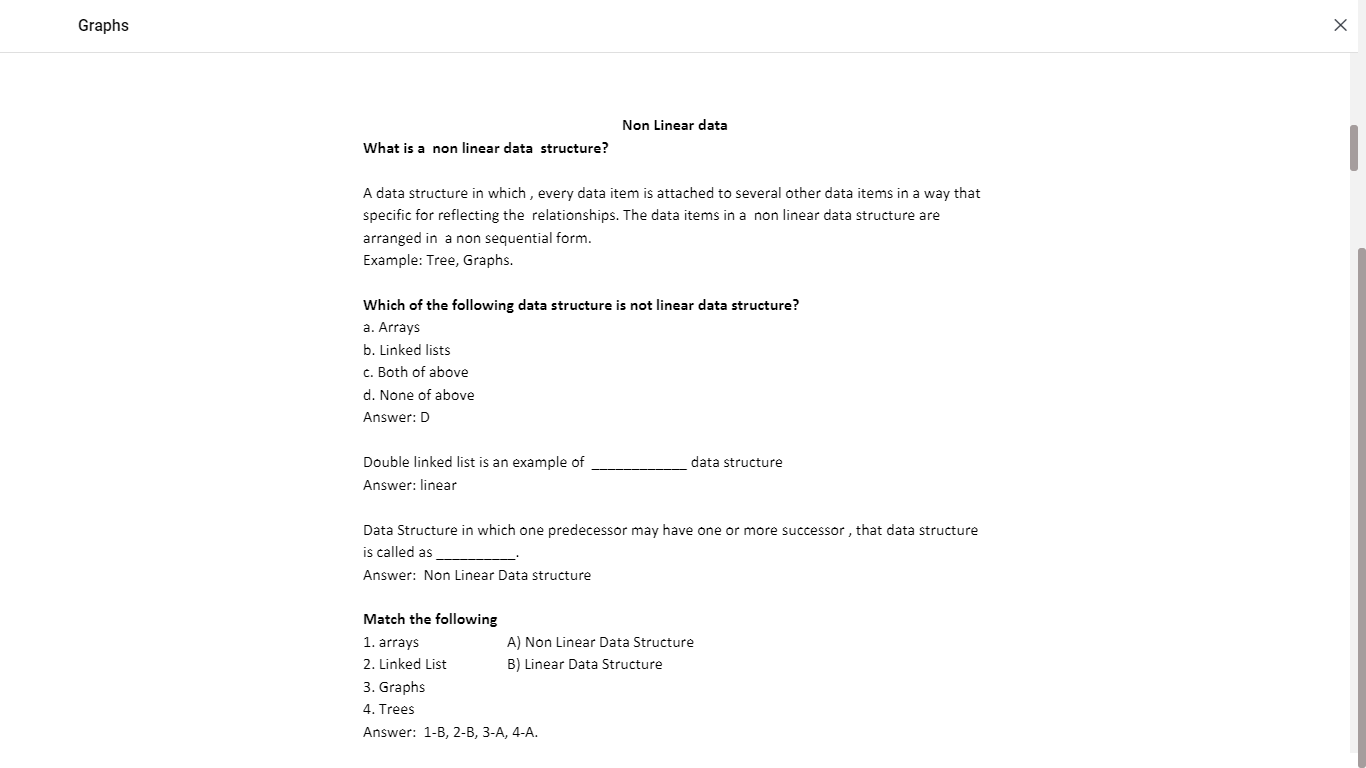 Graphs
Non Linear data
What is a  non linear data  structure?
A data structure in which , every data item is attached to several other data items in a way that
specific for reflecting the  relationships. The data items in a  non linear data structure are
arranged in  a non sequential form.
Example: Tree, Graphs.
Which of the following data structure is not linear data structure?
a. Arrays
b. Linked lists
c. Both of above
d. None of above
Answer: D
Double linked list is an example of  ____________ data structure
Answer: linear
Data Structure in which one predecessor may have one or more successor , that data structure
is called as __________.
Answer:  Non Linear Data structure
Match the following
1. arrays A) Non Linear Data Structure
2. Linked List B) Linear Data Structure
3. Graphs
4. Trees
Answer:  1-B, 2-B, 3-A, 4-A.